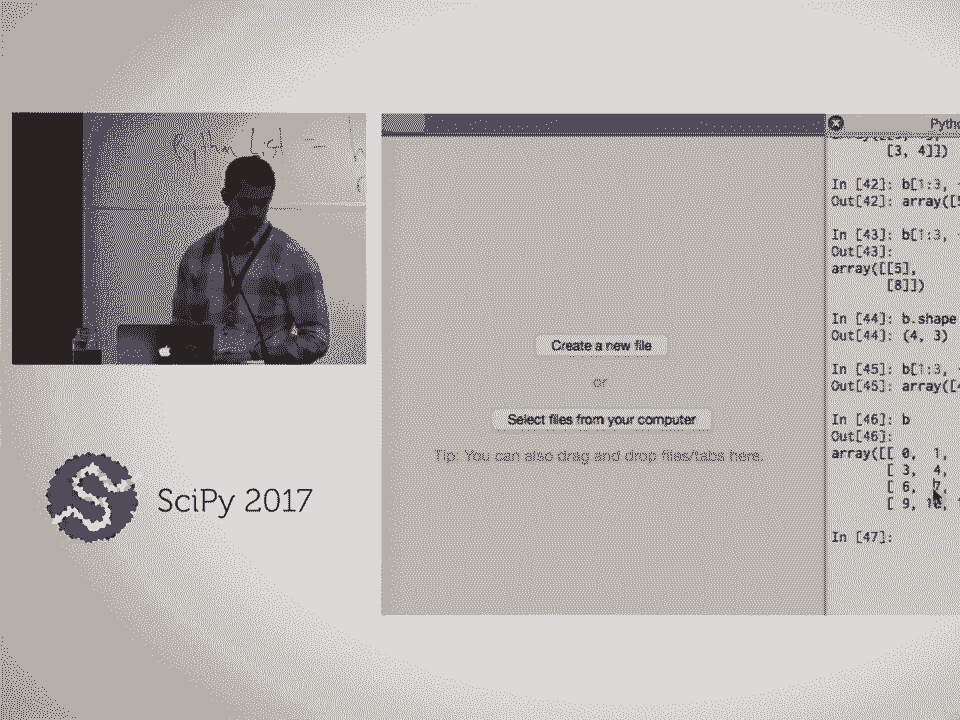 Python List = h
Create a new file
or
Select files from your computer
Tip: You can also drag and drop files/tabs here.
SciPy 2017
Pytho
[3, 4]])
In [42]: b[1:3, -
Out[42]: array([5
In [43]: b[1:3, -
Out[43]:
array([[5],
[8]])
In [44]: b.shape
Out[44]: (4, 3)
In [45]: b[1:3, -
Out[45]: array([4
In [46]: b
Out[46]:
array([[ 0, 1,
[ 3, 4,
[ 6, 7,
[ 9, 10, 1
In [47]: